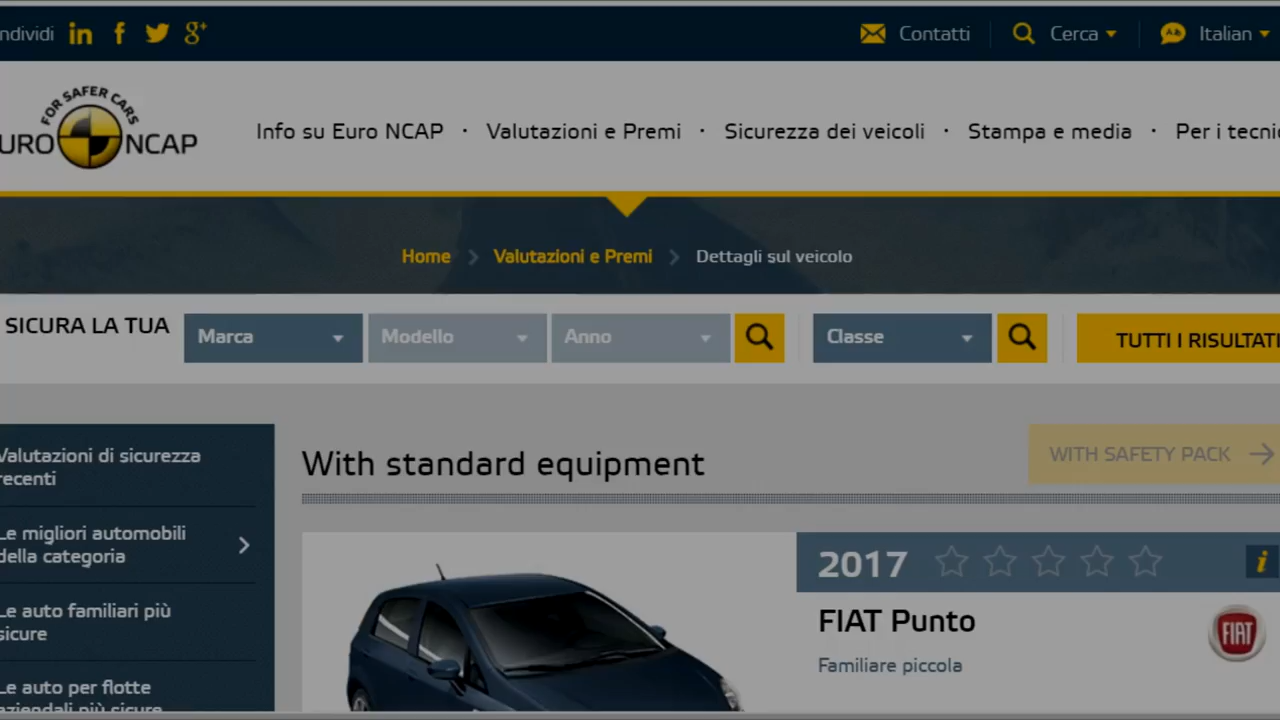 ndividi
Contatti
Cerca
Italian
FOR SAFER CARS
URO NCAP
Info su Euro NCAP · Valutazioni e Premi · Sicurezza dei veicoli · Stampa e media · Per i tecni
Home > Valutazioni e Premi > Dettagli sul veicolo
SICURA LA TUA
Marca
Modello
Anno
Classe
TUTTI I RISULTATI
Valutazioni di sicurezza
recenti
Le migliori automobili
della categoria
Le auto familiari più
sicure
Le auto per flotte
aziendali più sicure
With standard equipment
WITH SAFETY PACK
2017
FIAT Punto
FIAT
Familiare piccola